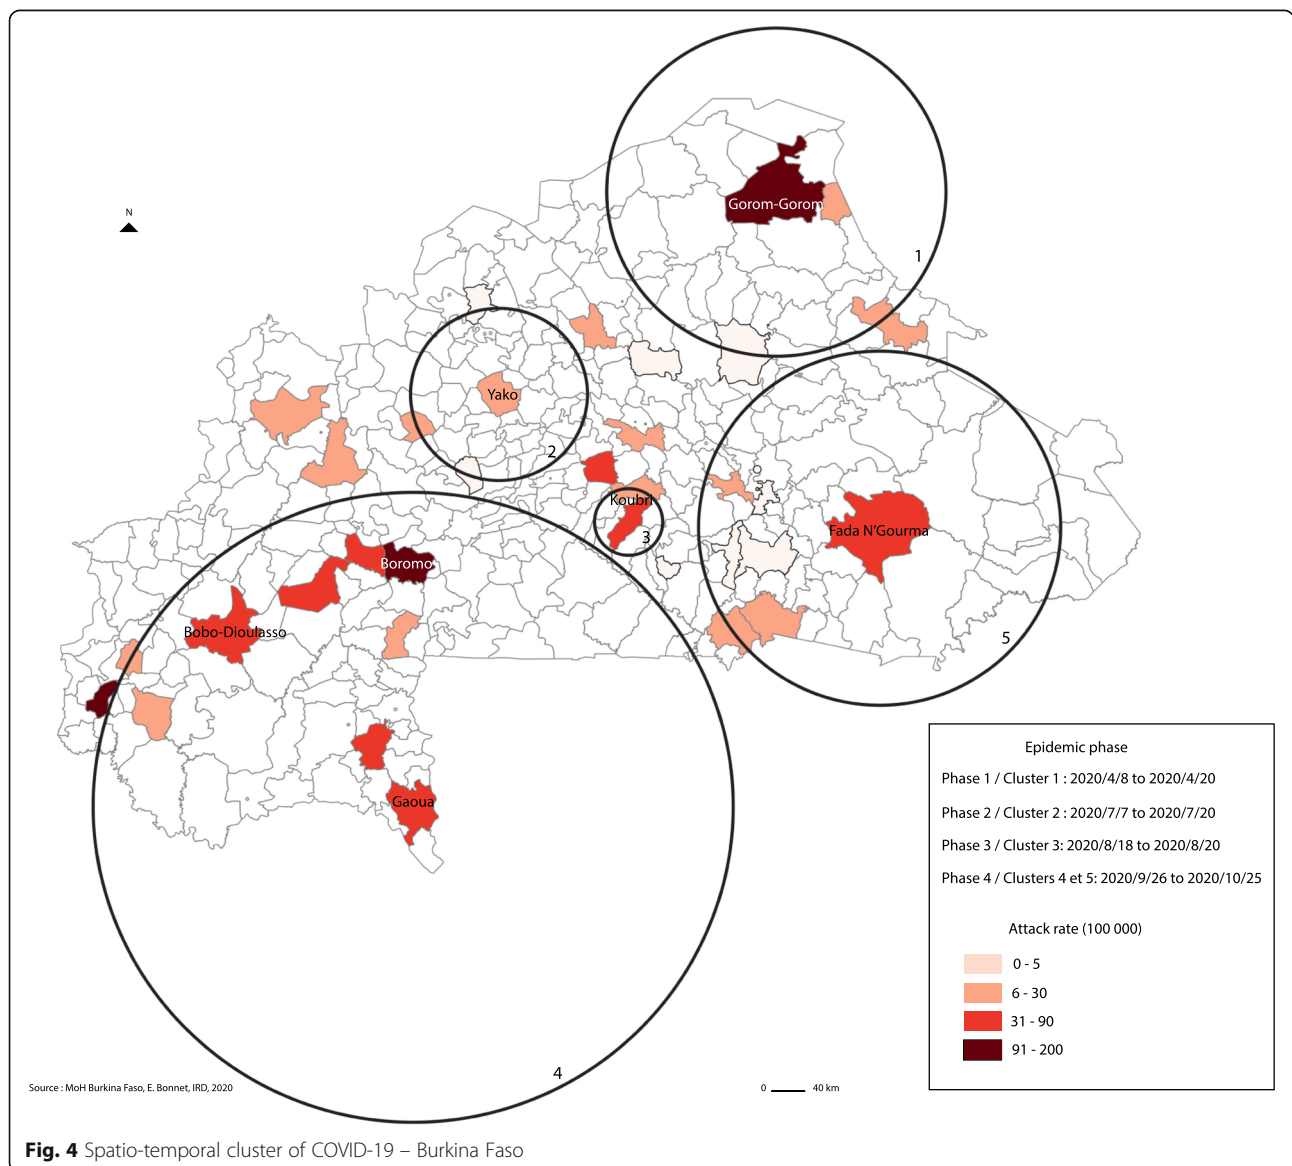 N
Gorom-Gorom
1
Yako
2
Koubri
3
Fada N'Gourma
Boromo
Bobo-Dioulasso
5
Gaoua
4
Epidemic phase
Phase 1 / Cluster 1 : 2020/4/8 to 2020/4/20
Phase 2 / Cluster 2 : 2020/7/7 to 2020/7/20
Phase 3 / Cluster 3: 2020/8/18 to 2020/8/20
Phase 4 / Clusters 4 et 5: 2020/9/26 to 2020/10/25
Attack rate (100 000)
0 - 5
6 - 30
31 - 90
91 - 200
Source : MoH Burkina Faso, E. Bonnet, IRD, 2020
0 40 km
Fig. 4 Spatio-temporal cluster of COVID-19 – Burkina Faso